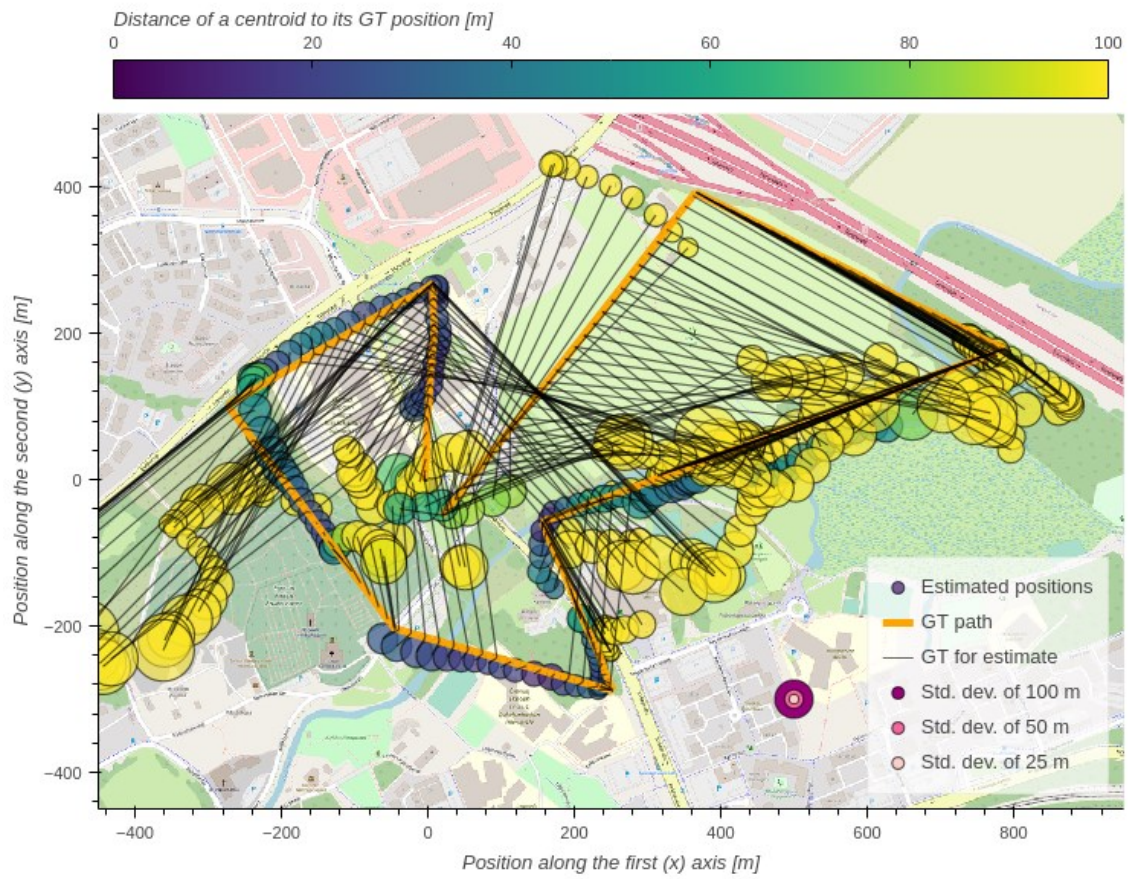 Distance of a centroid to its GT position [m]
0 20 40 60 80 100
Position along the second (y) axis [m]
400
200
0
−200
−400
Estimated positions
GT path
GT for estimate
Std. dev. of 100 m
Std. dev. of 50 m
Std. dev. of 25 m
−400 −200 0 200 400 600 800
Position along the first (x) axis [m]